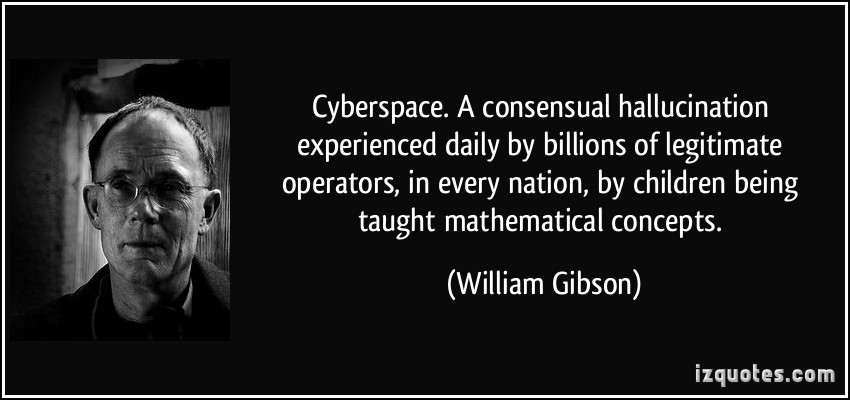 Cyberspace. A consensual hallucination
experienced daily by billions of legitimate
operators, in every nation, by children being
taught mathematical concepts.
(William Gibson)
izquotes.com